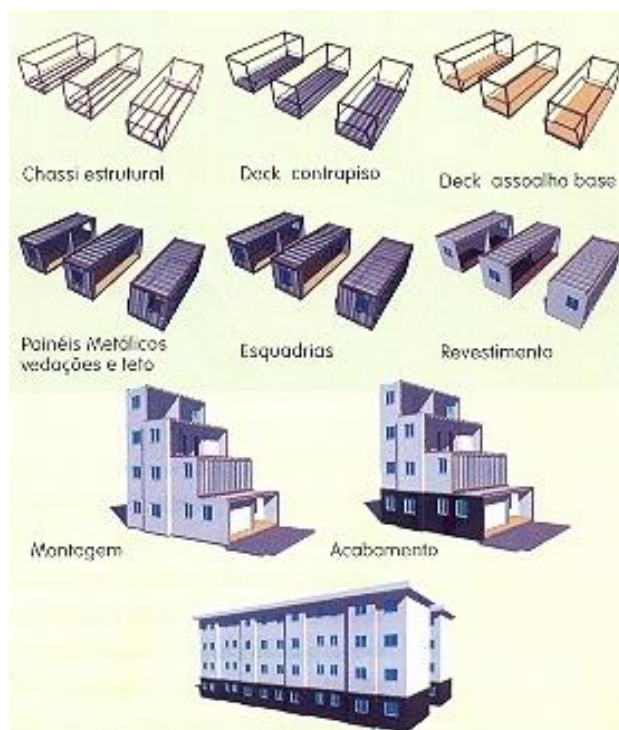 Chassi estrutural
Deck contrapiso
Deck assoalho base
Painéis Metálicos
vedações e teto
Esquadrias
Revestimento
Montagem
Acabamento